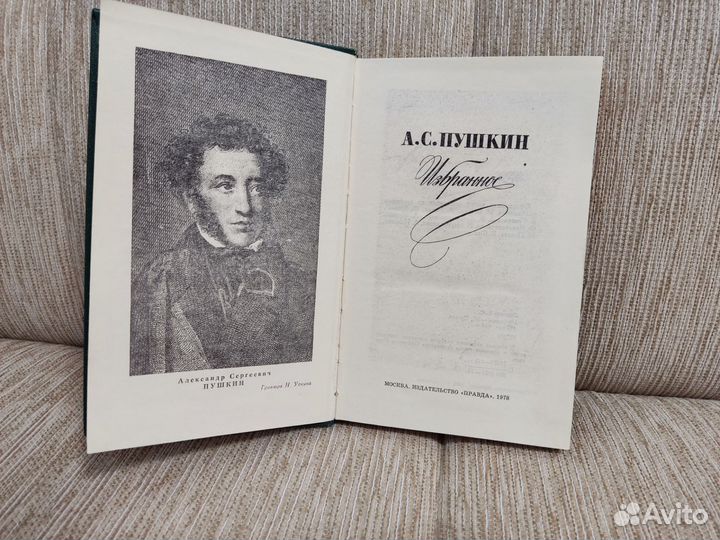 Александр Сергеевич
ПУШКИН
Гравюра Н. Уткина
А.С.ПУШКИН
Избранное
МОСКВА. ИЗДАТЕЛЬСТВО «ПРАВДА», 1978
Avito